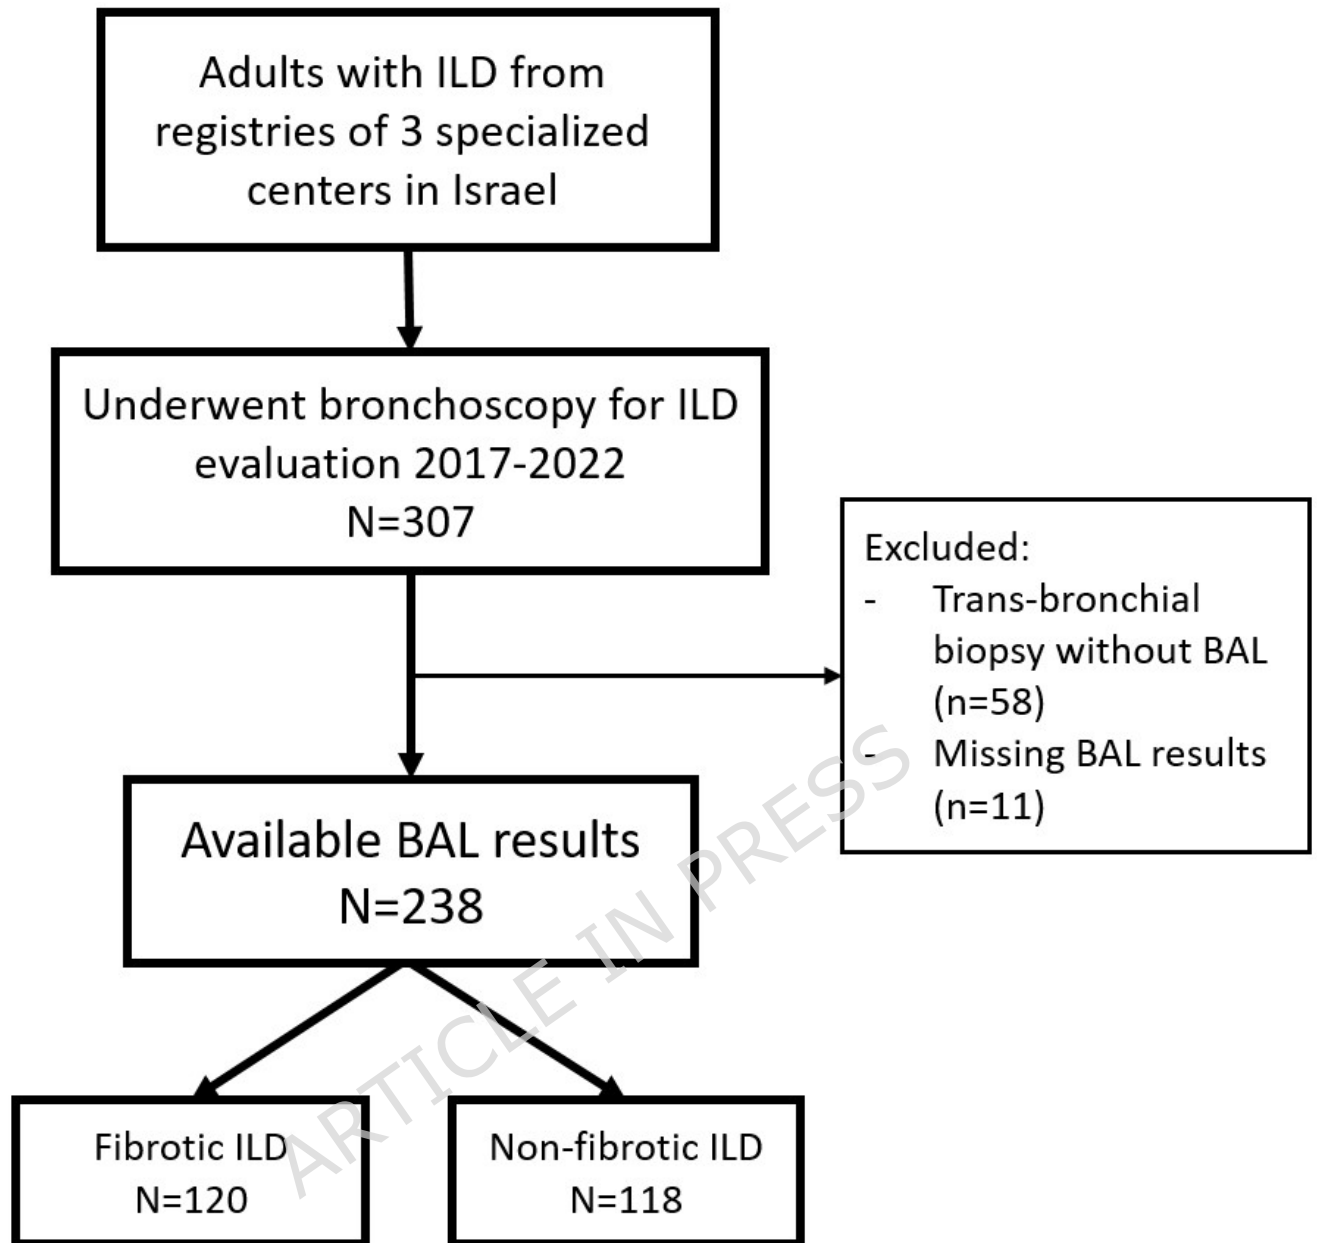 Adults with ILD from
registries of 3 specialized
centers in Israel
Underwent bronchoscopy for ILD
evaluation 2017-2022
N=307
Excluded:
- Trans-bronchial
biopsy without BAL
(n=58)
- Missing BAL results
(n=11)
Available BAL results
N=238
Fibrotic ILD
N=120
Non-fibrotic ILD
N=118
ARTICLE IN PRESS